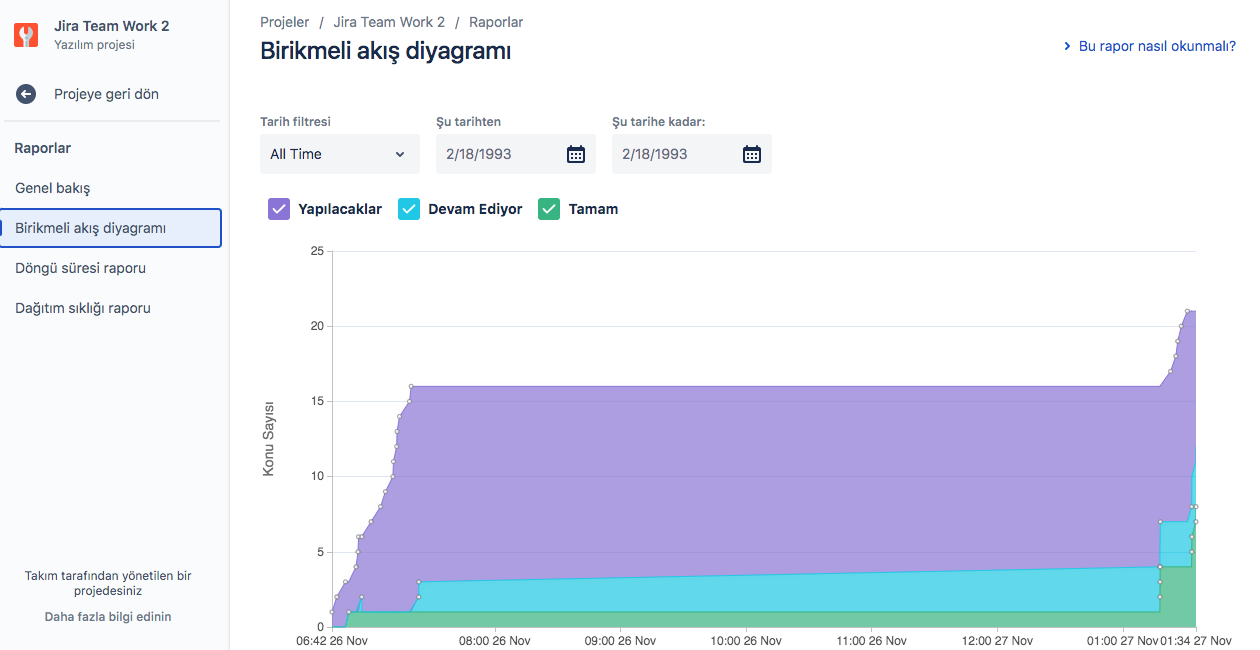 Jira Team Work 2
Yazılım projesi
Projeye geri dön
Raporlar
Genel bakış
Birikmeli akış diyagramı
Döngü süresi raporu
Dağıtım sıklığı raporu
Takım tarafından yönetilen bir
projedesiniz
Daha fazla bilgi edinin
Projeler / Jira Team Work 2 / Raporlar
Birikmeli akış diyagramı
Bu rapor nasıl okunmalı?
Tarih filtresi
Şu tarihten
Şu tarihe kadar:
All Time
2/18/1993
2/18/1993
Yapılacaklar
Devam Ediyor
Tamam
Konu Sayısı
25
20
15
10
5
0
06:42 26 Nov
08:00 26 Nov
09:00 26 Nov
10:00 26 Nov
11:00 26 Nov
12:00 27 Nov
01:00 27 Nov
01:34 27 Nov